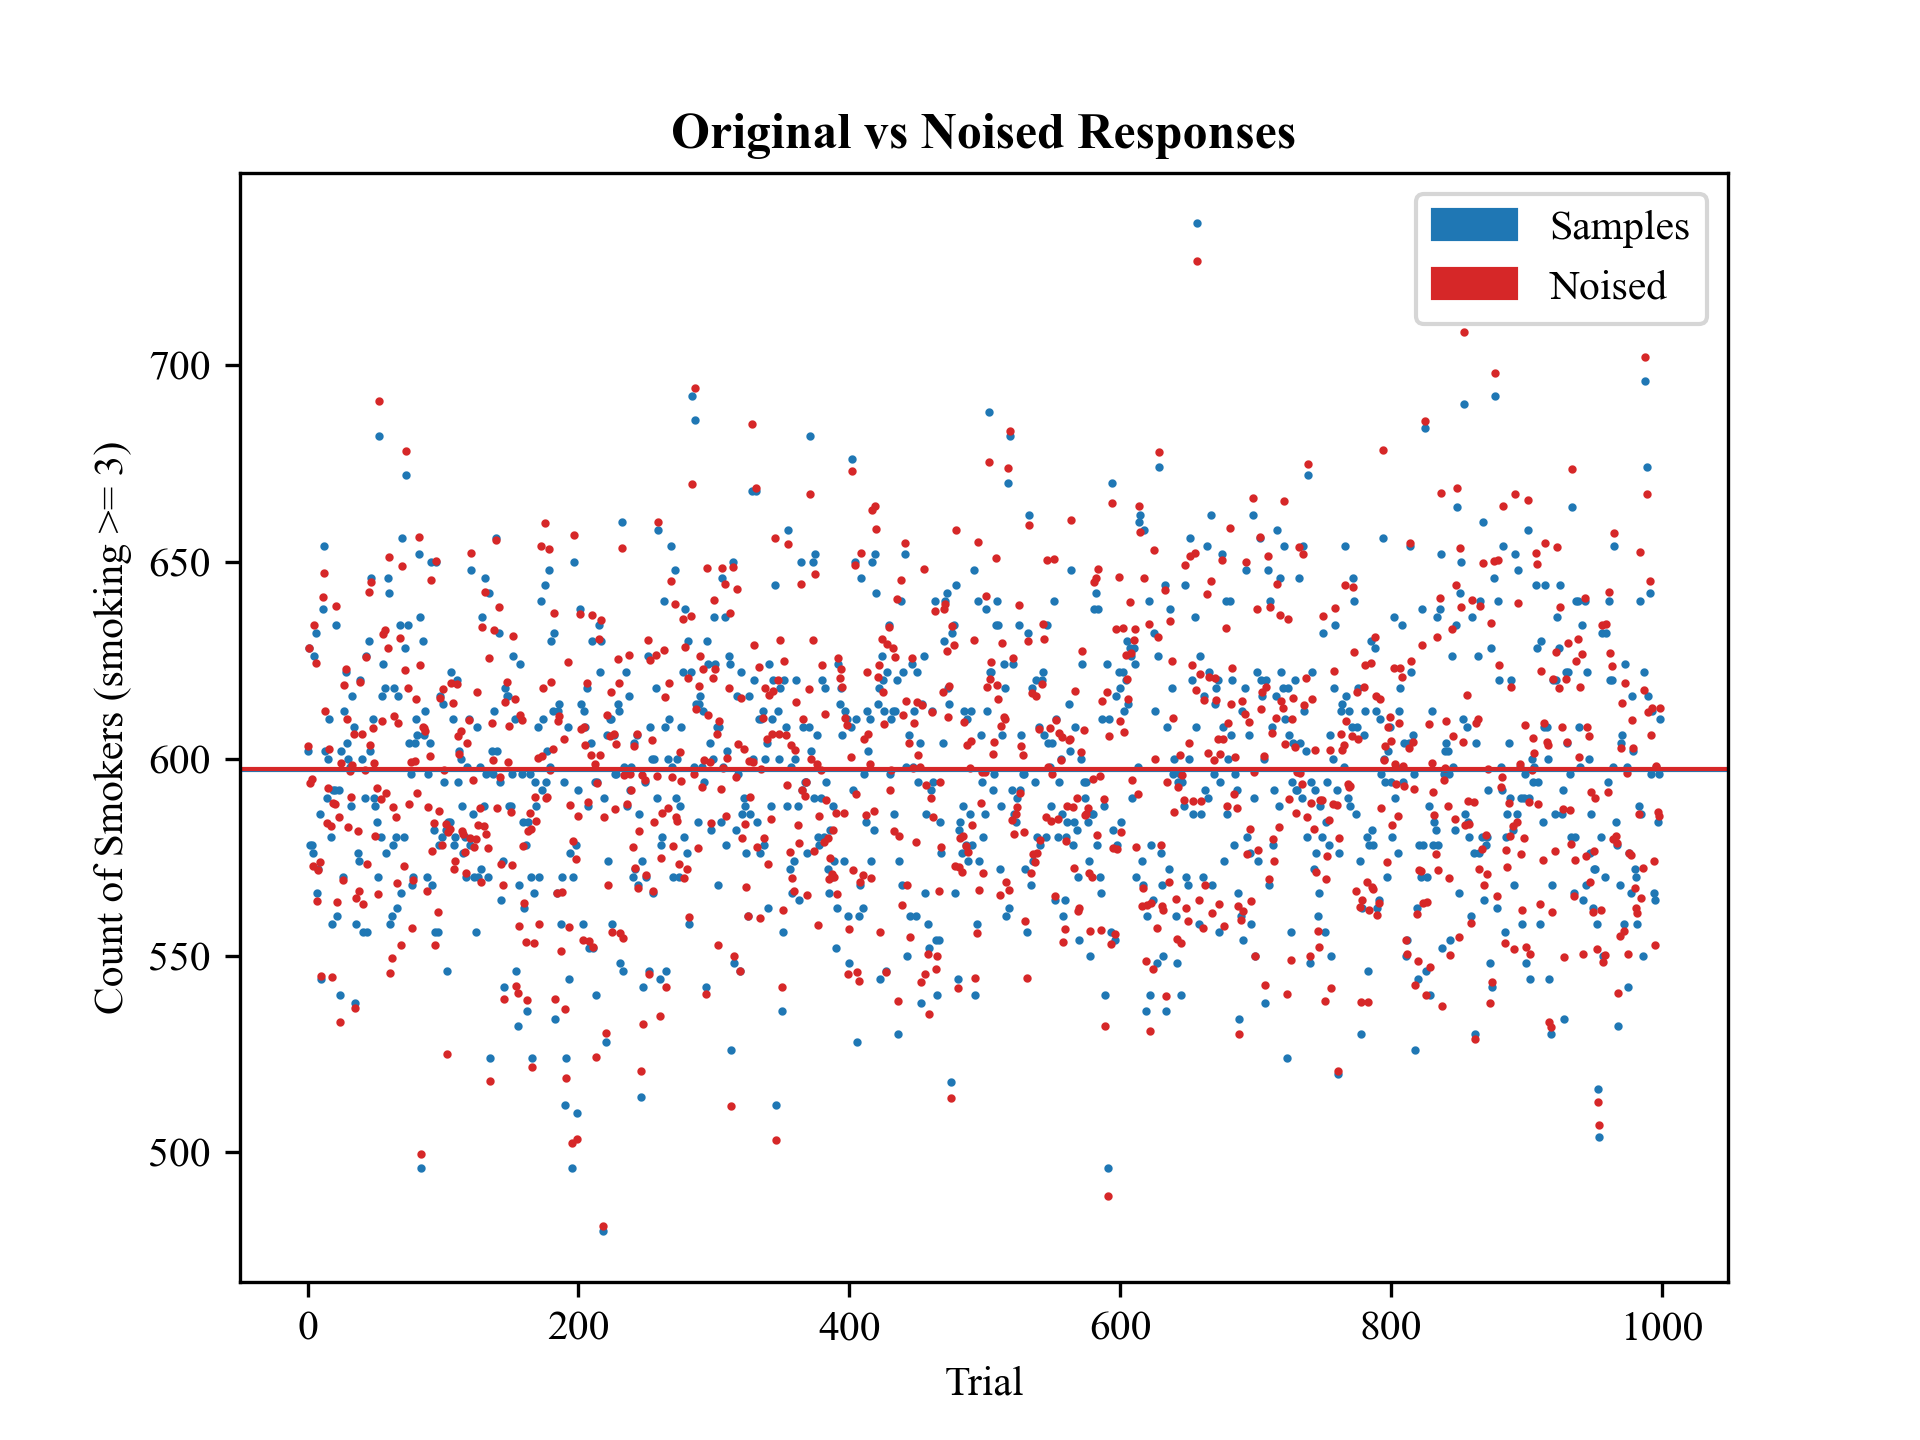 Original vs Noised Responses
Samples
Noised
Count of Smokers (smoking >= 3)
700
650
600
550
500
0 200 400 600 800 1000
Trial